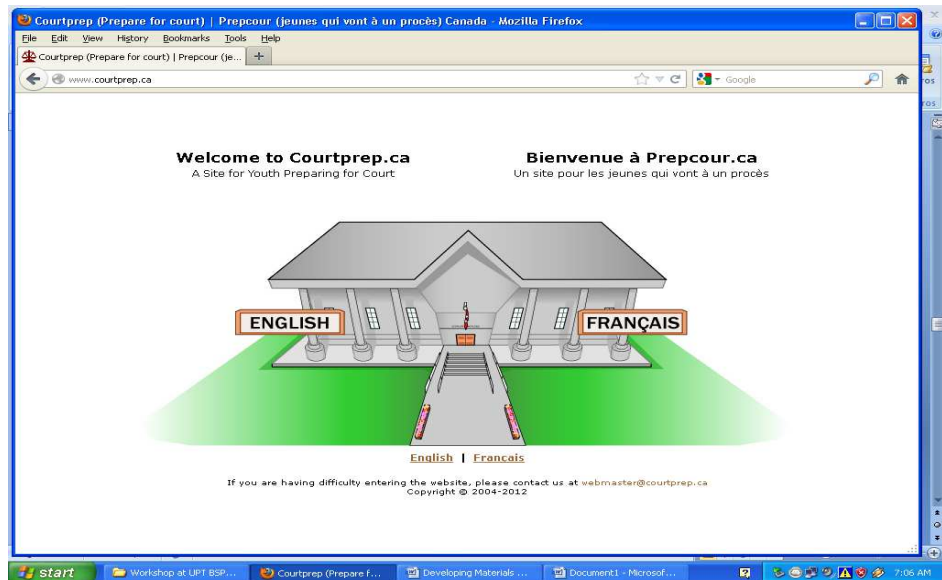 Courtprep (Prepare for court) | Prepcour (jeunes qui vont à un procès) Canada - Mozilla Firefox
File Edit View History Bookmarks Tools Help
Courtprep (Prepare for court) | Prepcour (je... +
www.courtprep.ca
Google
ros
ros
Welcome to Courtprep.ca
A Site for Youth Preparing for Court
Bienvenue à Prepcour.ca
Un site pour les jeunes qui vont à un procès
ENGLISH
FRANÇAIS
English | Francais
If you are having difficulty entering the website, please contact us at webmaster@courtprep.ca
Copyright © 2004-2012
start
Workshop at UPT BSP...
Courtprep (Prepare f...
Developing Materials ...
Document1 - Microsof...
7:06 AM